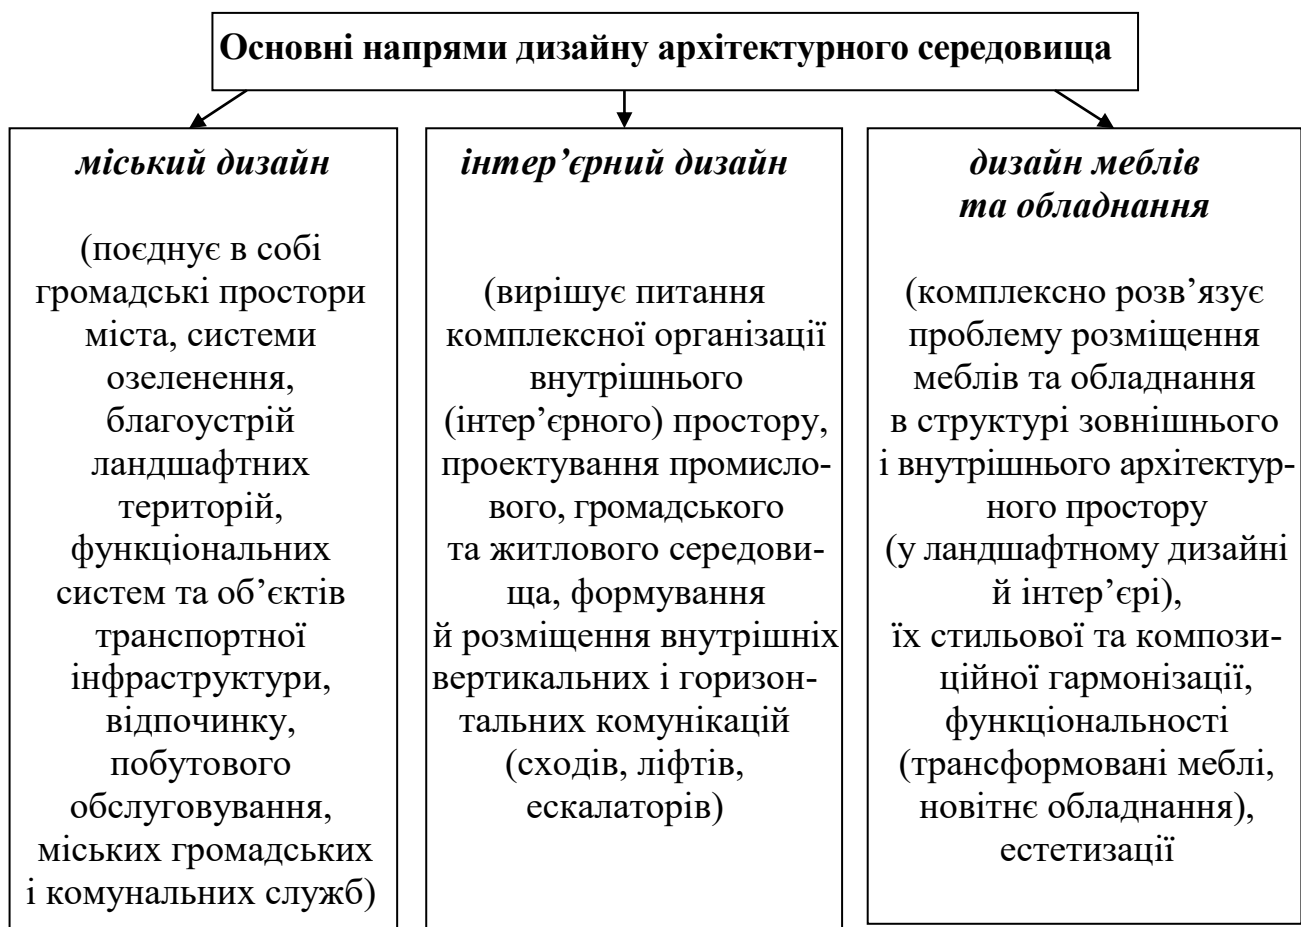 Основні напрями дизайну архітектурного середовища
міський дизайн
(поєднує в собі
громадські простори
міста, системи
озеленення,
благоустрій
ландшафтних
територій,
функціональних
систем та об’єктів
транспортної
інфраструктури,
відпочинку,
побутового
обслуговування,
міських громадських
і комунальних служб)
інтер’єрний дизайн
(вирішує питання
комплексної організації
внутрішнього
(інтер’єрного) простору,
проектування промисло-
вого, громадського
та житлового середови-
ща, формування
й розміщення внутрішніх
вертикальних і горизон-
тальних комунікацій
(сходів, ліфтів,
ескалаторів)
дизайн меблів
та обладнання
(комплексно розв’язує
проблему розміщення
меблів та обладнання
в структурі зовнішнього
і внутрішнього архітектур-
ного простору
(у ландшафтному дизайні
й інтер’єрі),
їх стильової та компози-
ційної гармонізації,
функціональності
(трансформовані меблі,
новітнє обладнання),
естетизації